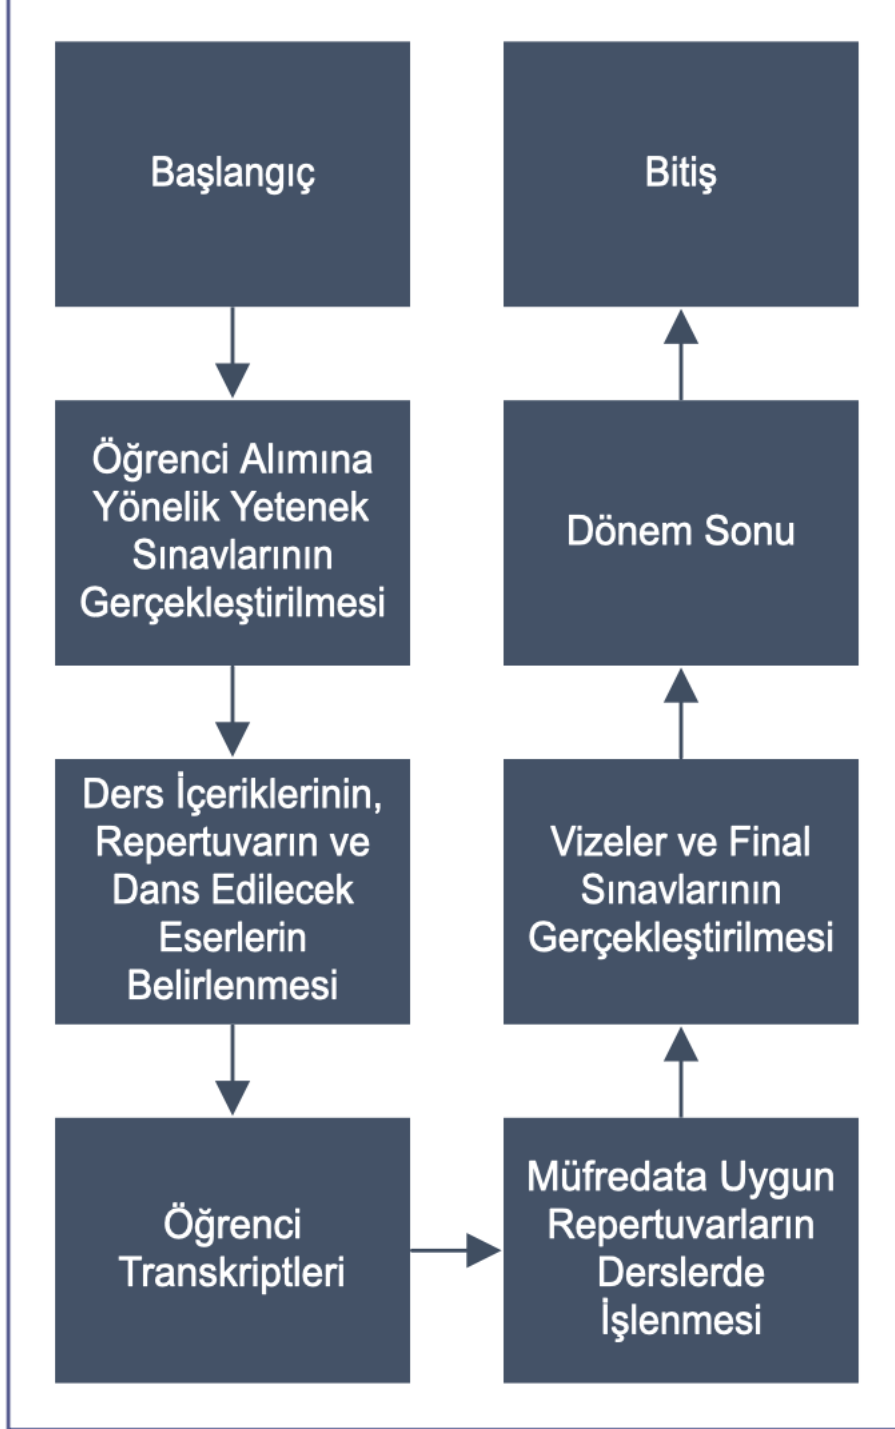 Başlangıç
Öğrenci Alımına
Yönelik Yetenek
Sınavlarının
Gerçekleştirilmesi
Ders İçeriklerinin,
Repertuvarın ve
Dans Edilecek
Eserlerin
Belirlenmesi
Öğrenci
Transkriptleri
Müfredata Uygun
Repertuvarların
Derslerde
İşlenmesi
Vizeler ve Final
Sınavlarının
Gerçekleştirilmesi
Dönem Sonu
Bitiş